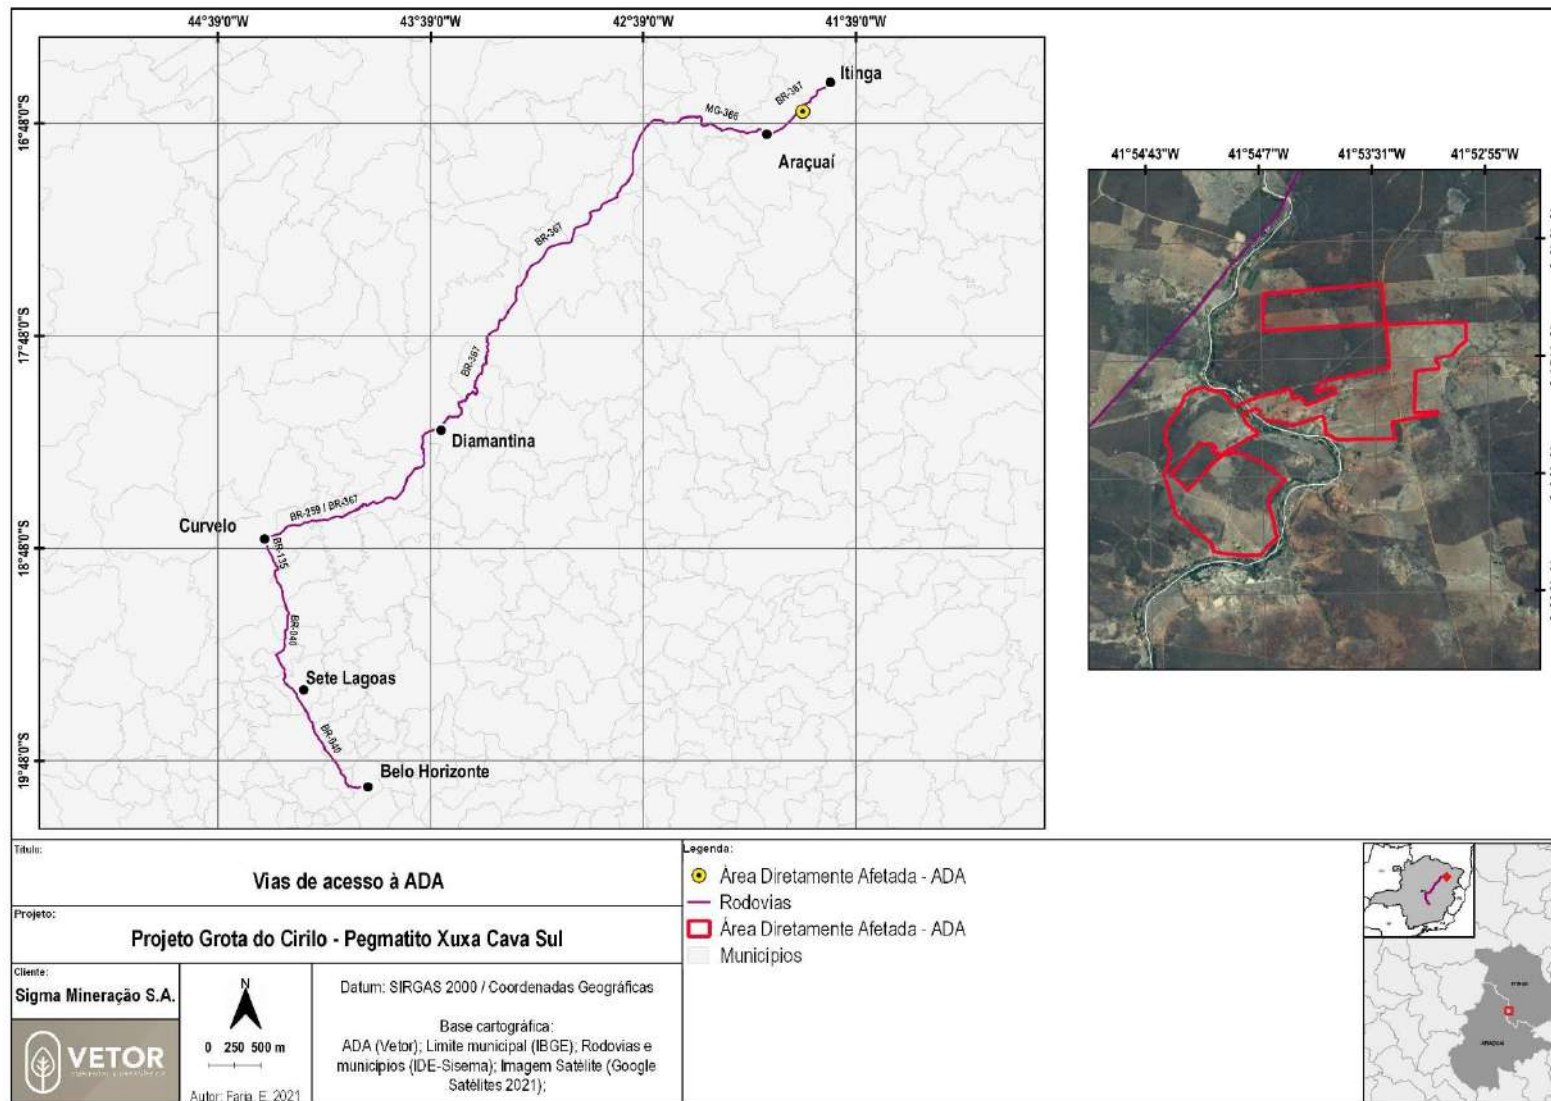 44°39'0"W 43°39'0"W 42°39'0"W 41°39'0"W
16°48'0"S
17°48'0"S
18°48'0"S
19°48'0"S
Itinga
BR-367
MG-366
Araçuaí
BR-367
BR-367
Diamantina
BR-259 / BR-367
Curvelo
BR-135
BR-040
Sete Lagoas
BR-040
Belo Horizonte
41°54'43"W 41°54'7"W 41°53'31"W 41°52'55"W
Título:
Vias de acesso à ADA
Projeto:
Projeto Grota do Cirilo - Pegmatito Xuxa Cava Sul
Cliente:
Sigma Mineração S.A.
VETOR
N
0 250 500 m
Autor: Faria, E. 2021
Datum: SIRGAS 2000 / Coordenadas Geográficas
Base cartográfica:
ADA (Vetor); Limite municipal (IBGE); Rodovias e
municípios (IDE-Sisema); Imagem Satélite (Google
Satélites 2021);
Legenda:
Área Diretamente Afetada - ADA
Rodovias
Área Diretamente Afetada - ADA
Municípios
ITINGA
ARAÇUAÍ